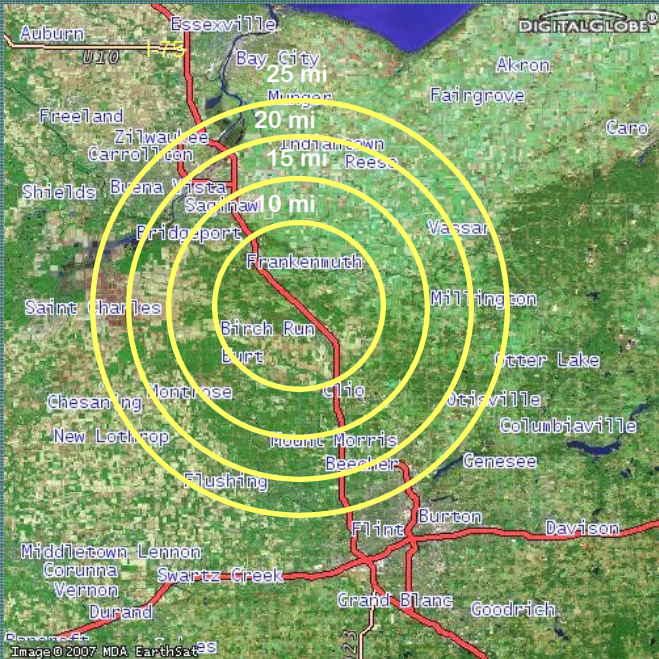 Essexville
DIGITALGLOBE®
Auburn
I-75
U10
Bay City
25 mi
Akron
Munger
Fairgrove
Freeland
20 mi
Caro
Zilwaukee
Indiantown
Carrollton
15 mi
Reese
Shields
Buena Vista
Saginaw
10 mi
Bridgeport
Vassar
Frankenmuth
Saint Charles
Millington
Birch Run
Burt
Otter Lake
Montrose
Clio
Chesaning
Otisville
New Lothrop
Mount Morris
Columbiaville
Beecher
Genesee
Flushing
Burton
Flint
Davison
Middletown Lennon
Corunna
Swartz Creek
Vernon
Durand
Grand Blanc
Goodrich
Bancroft
23
Image © 2007 MDA EarthSat